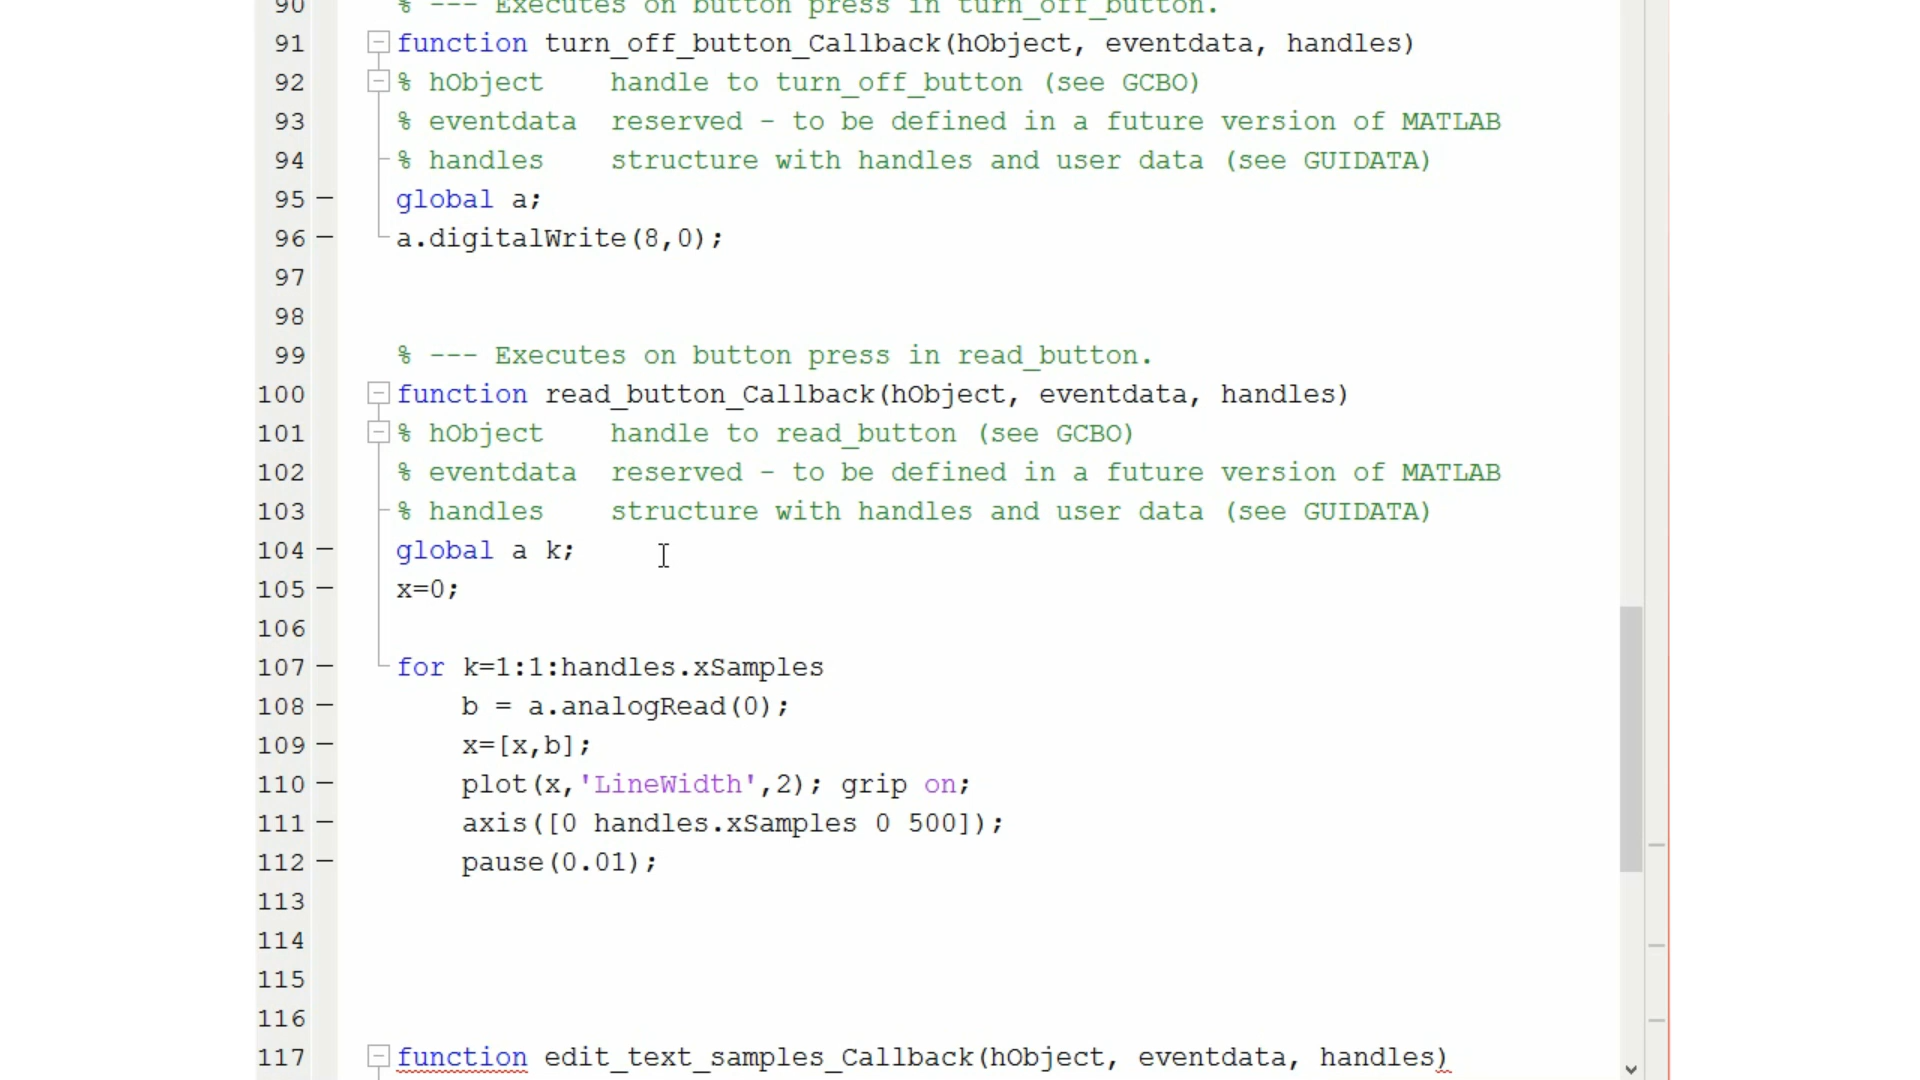 90 % --- Executes on button press in turn_off_button.
91 function turn_off_button_Callback(hObject, eventdata, handles)
92 % hObject    handle to turn_off_button (see GCBO)
93 % eventdata  reserved - to be defined in a future version of MATLAB
94 % handles    structure with handles and user data (see GUIDATA)
95 global a;
96 a.digitalWrite(8,0);
97
98
99 % --- Executes on button press in read_button.
100 function read_button_Callback(hObject, eventdata, handles)
101 % hObject    handle to read_button (see GCBO)
102 % eventdata  reserved - to be defined in a future version of MATLAB
103 % handles    structure with handles and user data (see GUIDATA)
104 global a k;
105 x=0;
106
107 for k=1:1:handles.xSamples
108     b = a.analogRead(0);
109     x=[x,b];
110     plot(x,'LineWidth',2); grip on;
111     axis([0 handles.xSamples 0 500]);
112     pause(0.01);
113
114
115
116
117 function edit_text_samples_Callback(hObject, eventdata, handles)